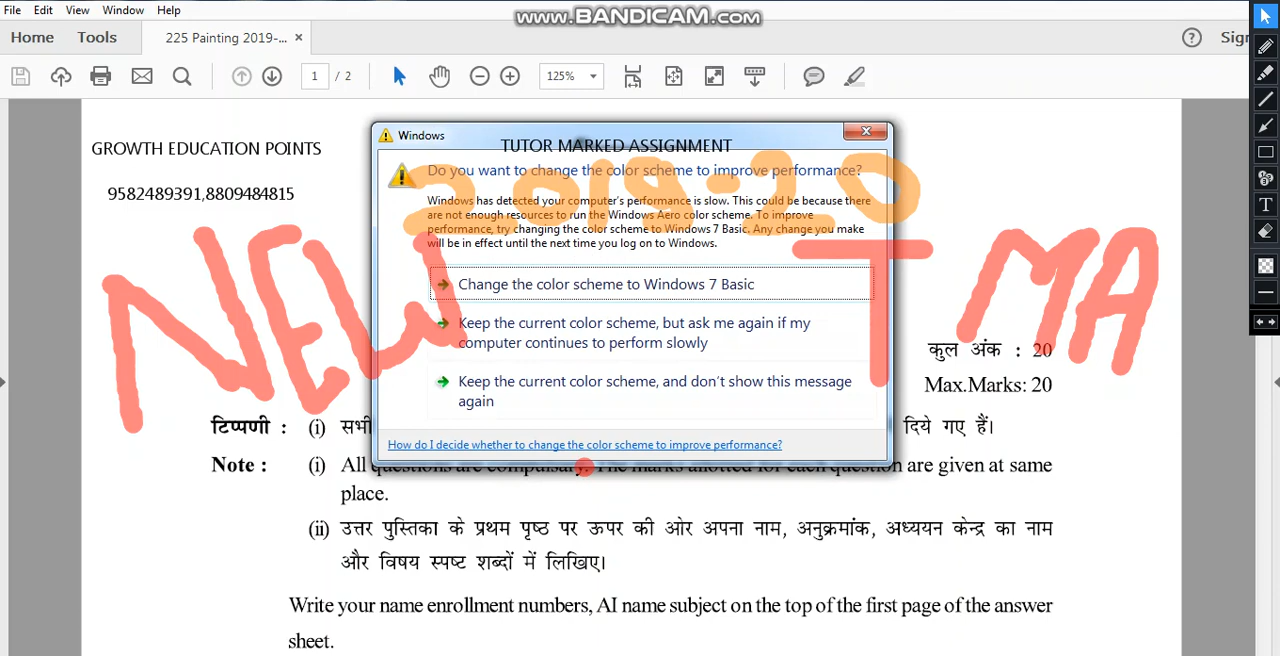 File Edit View Window Help
www.BANDICAM.com
Home Tools 225 Painting 2019-... × Sign
1 / 2 125%
Windows
GROWTH EDUCATION POINTS
TUTOR MARKED ASSIGNMENT
9582489391,8809484815
2019-20
NEW TMA
Do you want to change the color scheme to improve performance?
Windows has detected your computer's performance is slow. This could be because there
are not enough resources to run the Windows Aero color scheme. To improve
performance, try changing the color scheme to Windows 7 Basic. Any change you make
will be in effect until the next time you log on to Windows.
Change the color scheme to Windows 7 Basic
Keep the current color scheme, but ask me again if my
computer continues to perform slowly
Keep the current color scheme, and don't show this message
again
How do I decide whether to change the color scheme to improve performance?
कुल अंक : 20
Max.Marks: 20
टिप्पणी : (i) सभी दिये गए हैं।
Note : (i) All questions are compulsary. The marks allotted for each question are given at same
place.
(ii) उत्तर पुस्तिका के प्रथम पृष्ठ पर ऊपर की ओर अपना नाम, अनुक्रमांक, अध्ययन केन्द्र का नाम
और विषय स्पष्ट शब्दों में लिखिए।
Write your name enrollment numbers, AI name subject on the top of the first page of the answer
sheet.